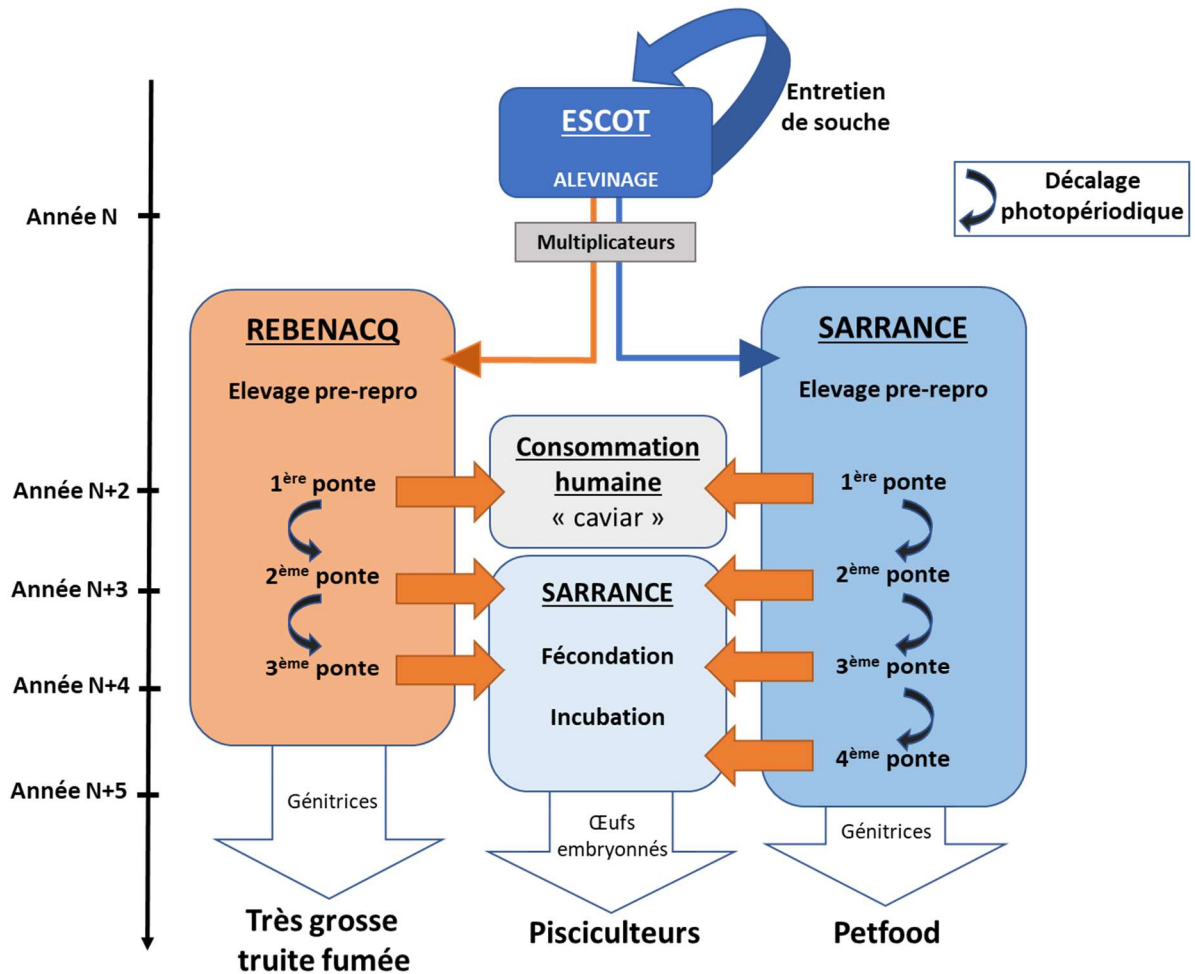 ESCOT
ALEVINAGE
Entretien
de souche
Décalage
photopériodique
Année N
Multiplicateurs
REBENACQ
Elevage pre-repro
SARRANCE
Elevage pre-repro
Consommation
humaine
« caviar »
Année N+2
1ère ponte
1ère ponte
Année N+3
2ème ponte
SARRANCE
2ème ponte
Fécondation
Année N+4
3ème ponte
3ème ponte
Incubation
4ème ponte
Année N+5
Génitrices
Œufs
embryonnés
Génitrices
Très grosse
truite fumée
Pisciculteurs
Petfood